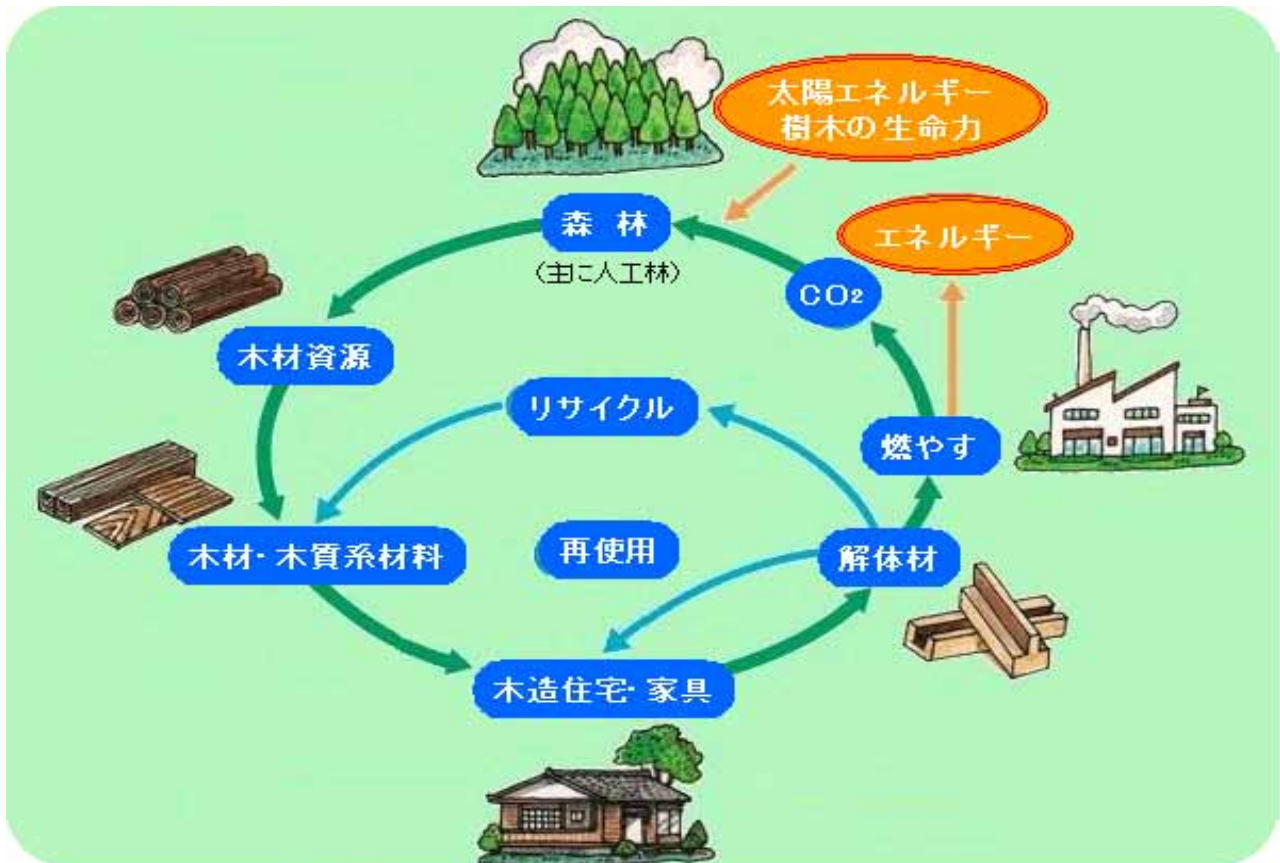 太陽エネルギー
樹木の生命力
森林
(主に人工林)
エネルギー
CO₂
木材資源
リサイクル
燃やす
木材・木質系材料
再使用
解体材
木造住宅・家具